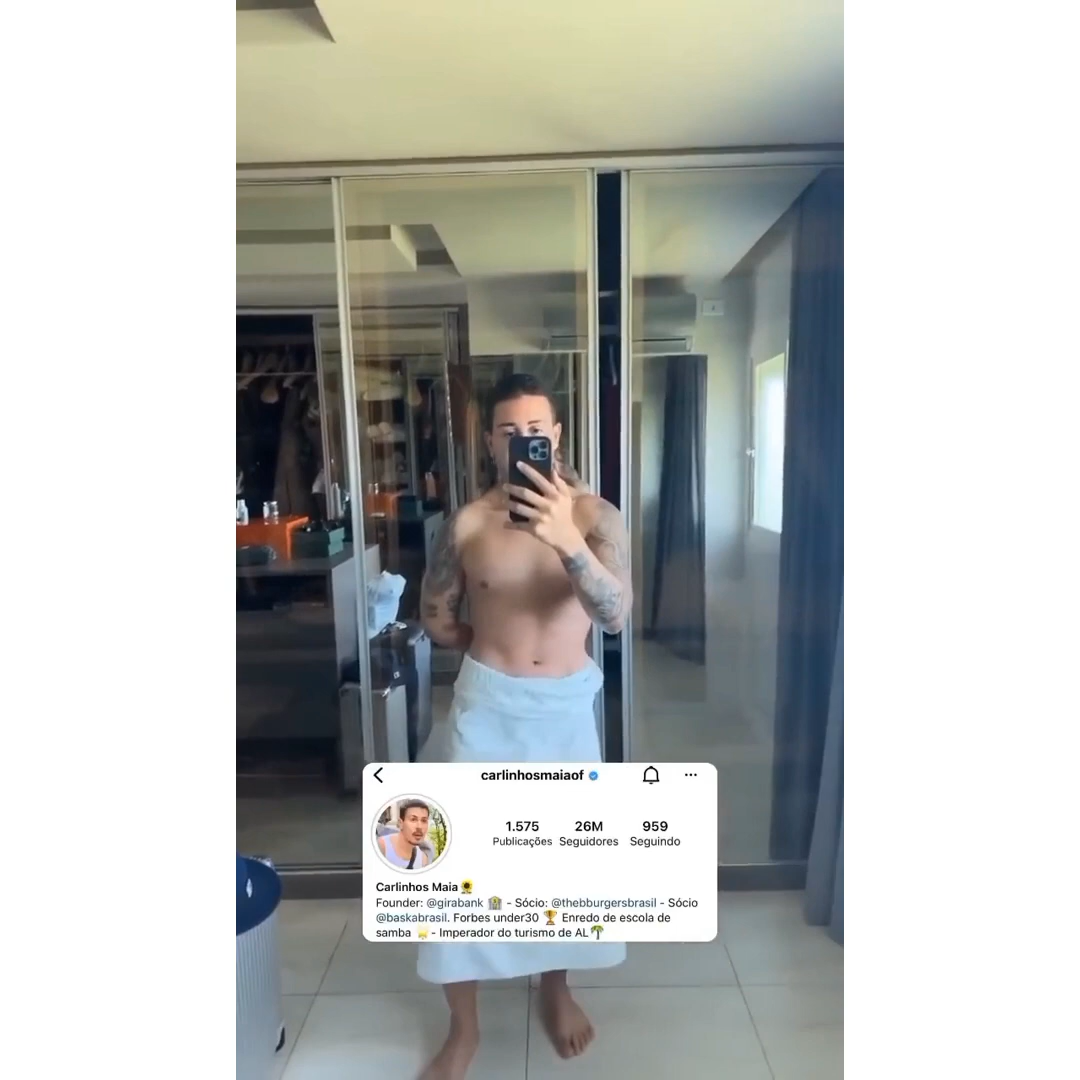 carlinhosmaiaof
1.575 26M 959
Publicações Seguidores Seguindo
Carlinhos Maia🌻
Founder: @girabank 🏦 - Sócio: @thebburgersbrasil - Sócio
@baskabrasil. Forbes under30 🏆 Enredo de escola de
samba ⭐ - Imperador do turismo de AL🌴